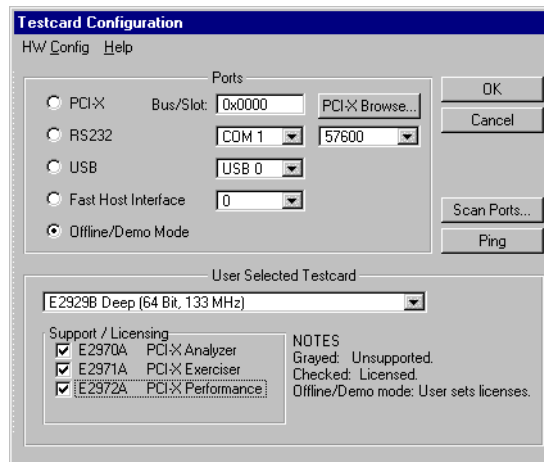 Testcard Configuration
HW Config Help
Ports
PCI-X Bus/Slot: 0x0000 PCI-X Browse...
RS232 COM 1 57600
USB USB 0
Fast Host Interface 0
Offline/Demo Mode
OK
Cancel
Scan Ports...
Ping
User Selected Testcard
E2929B Deep (64 Bit, 133 MHz)
Support / Licensing
E2970A PCI-X Analyzer
E2971A PCI-X Exerciser
E2972A PCI-X Performance
NOTES
Grayed: Unsupported.
Checked: Licensed.
Offline/Demo mode: User sets licenses.